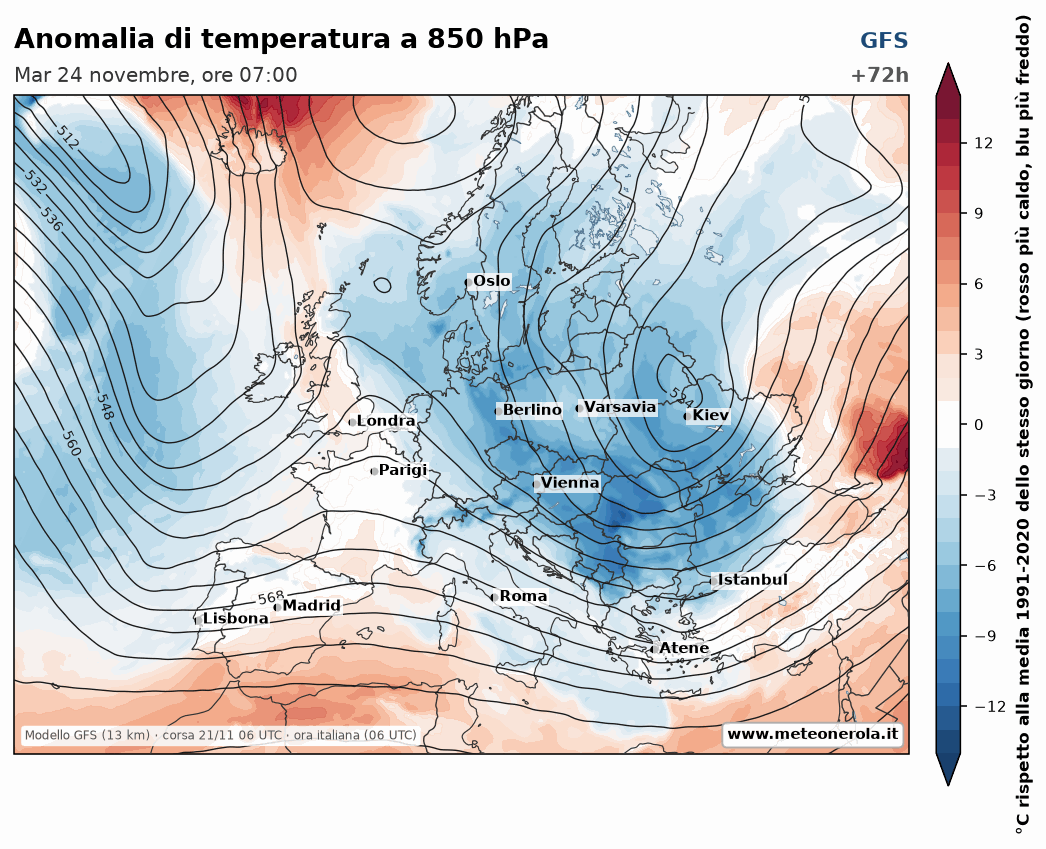 Anomalia di temperatura a 850 hPa
GFS
Mar 24 novembre, ore 07:00
+72h
512
532
536
548
560
568
Oslo
Berlino
Varsavia
Kiev
Londra
Parigi
Vienna
Istanbul
Roma
Madrid
Lisbona
Atene
Modello GFS (13 km) · corsa 21/11 06 UTC · ora italiana (06 UTC)
www.meteonerola.it
12
9
6
3
0
−3
−6
−9
−12
°C rispetto alla media 1991-2020 dello stesso giorno (rosso più caldo, blu più freddo)